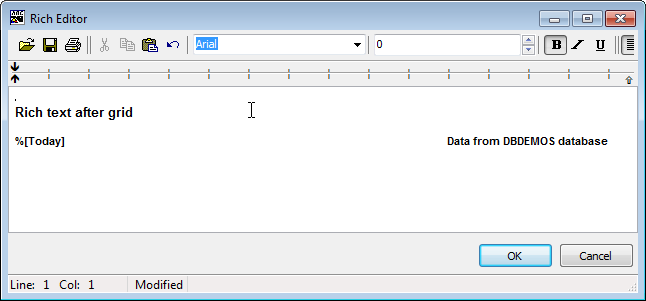 Rich Editor
Arial 0 B I U
Rich text after grid
%[Today] Data from DBDEMOS database
OK Cancel
Line: 1 Col: 1 Modified